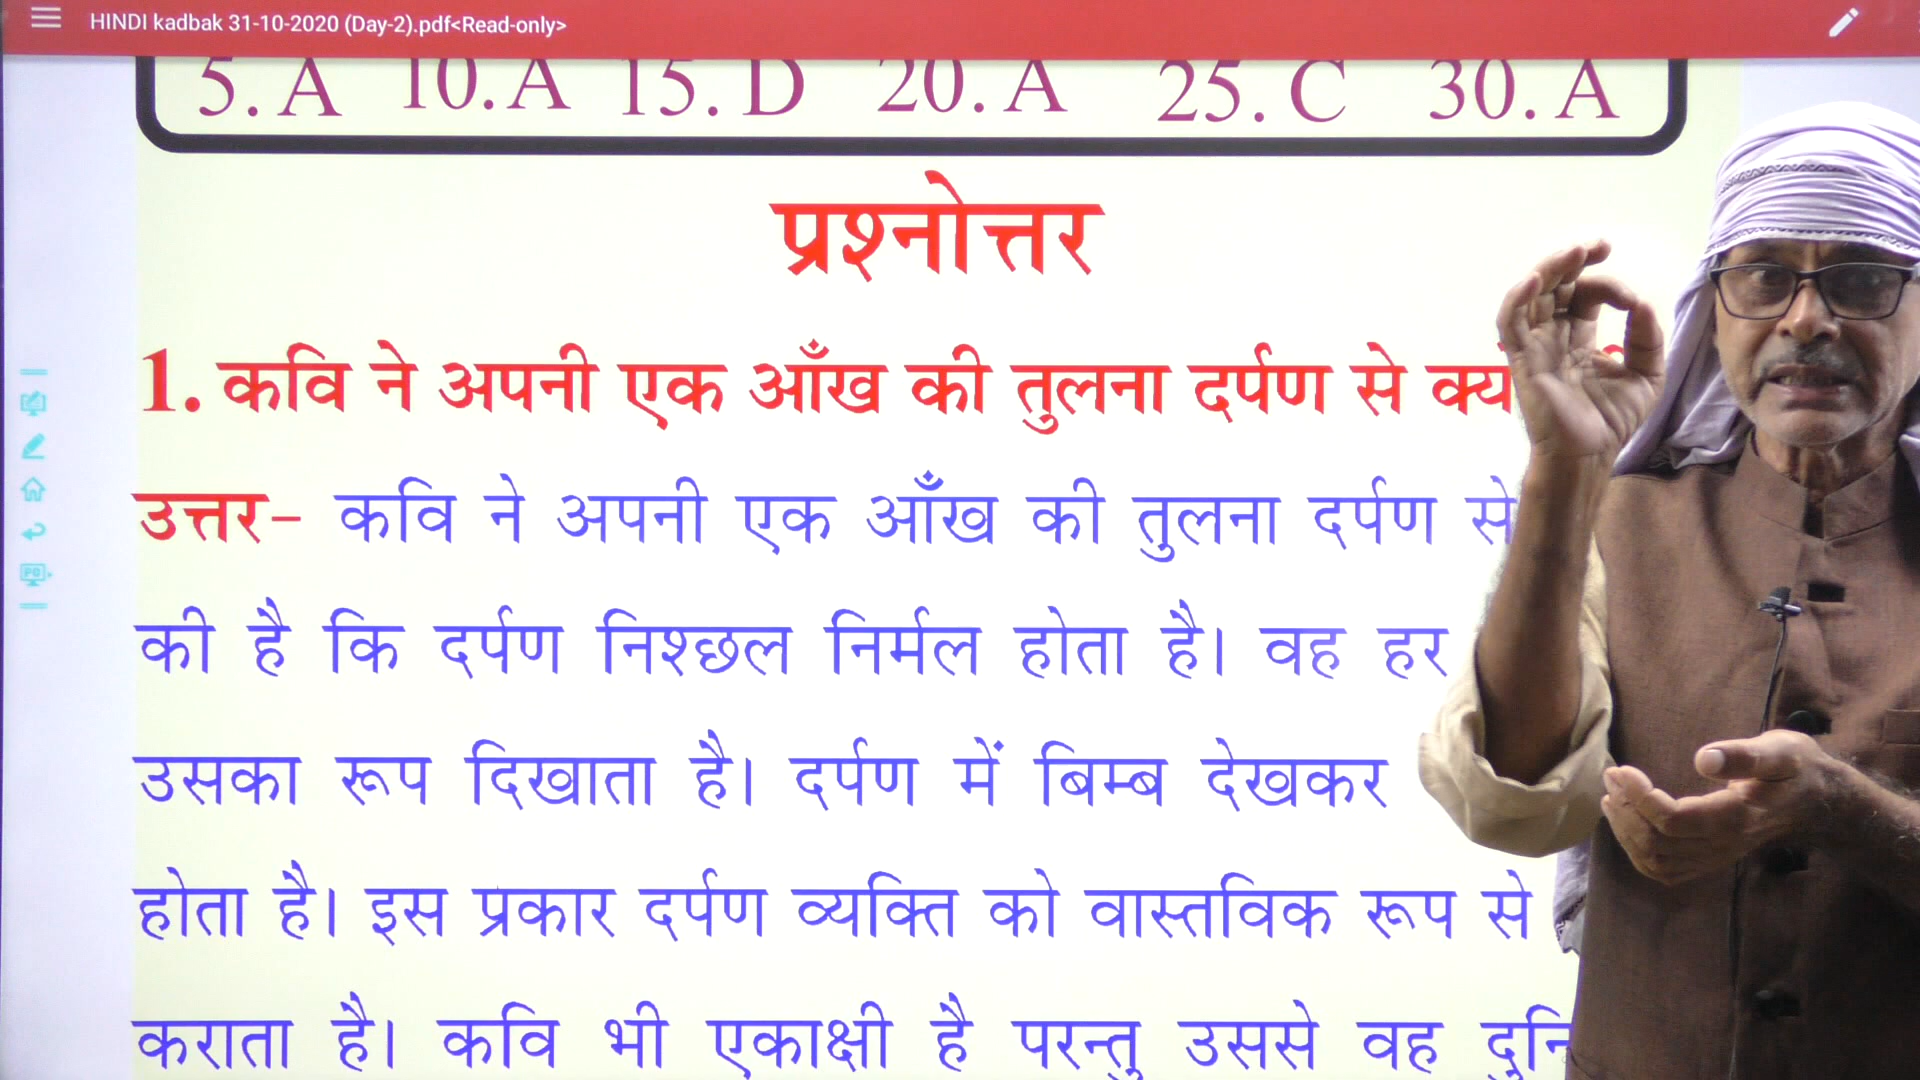 HINDI kadbak 31-10-2020 (Day-2).pdf<Read-only>
5. A 10. A 15. D 20. A 25. C 30. A
प्रश्नोत्तर
1. कवि ने अपनी एक आँख की तुलना दर्पण से
उत्तर- कवि ने अपनी एक आँख की तुलना दर्पण से
की है कि दर्पण निश्छल निर्मल होता है। वह हर
उसका रूप दिखाता है। दर्पण में बिम्ब देखकर
होता है। इस प्रकार दर्पण व्यक्ति को वास्तविक रूप से
कराता है। कवि भी एकाक्षी है परन्तु उससे वह